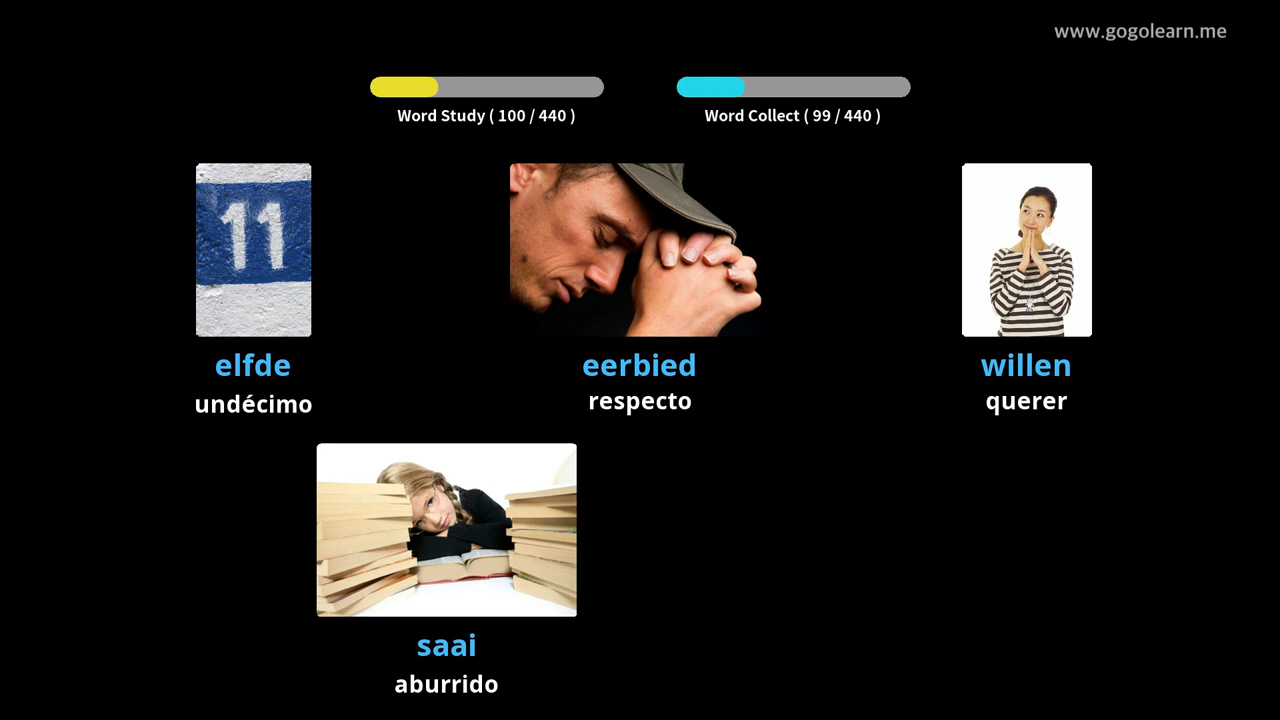 www.gogolearn.me
Word Study ( 100 / 440 )
Word Collect ( 99 / 440 )
11
elfde
eerbied
willen
undécimo
respecto
querer
saai
aburrido